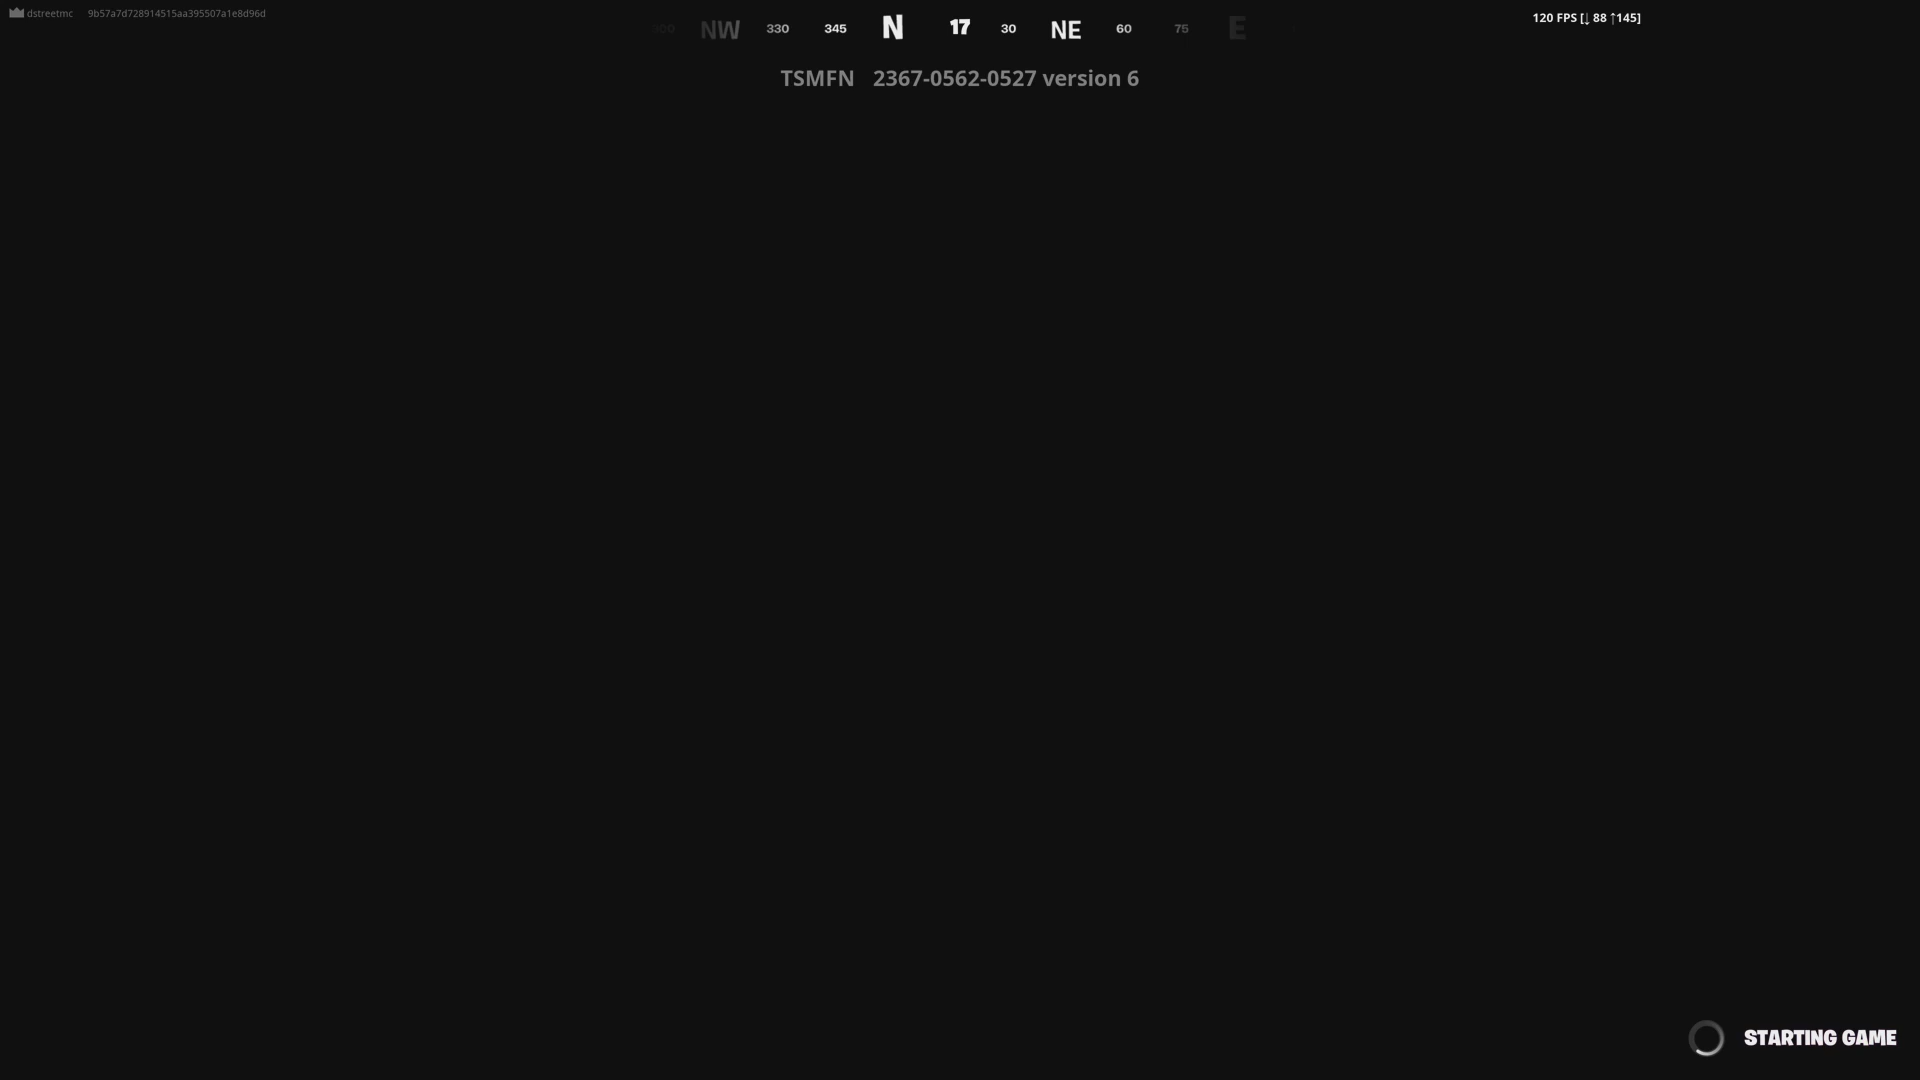 dstreetmc 9b57a7d728914515aa395507a1e8d96d
NW 330 345 N 17 30 NE 60 75 E
120 FPS [↓ 88 ↑145]
TSMFN 2367-0562-0527 version 6
STARTING GAME